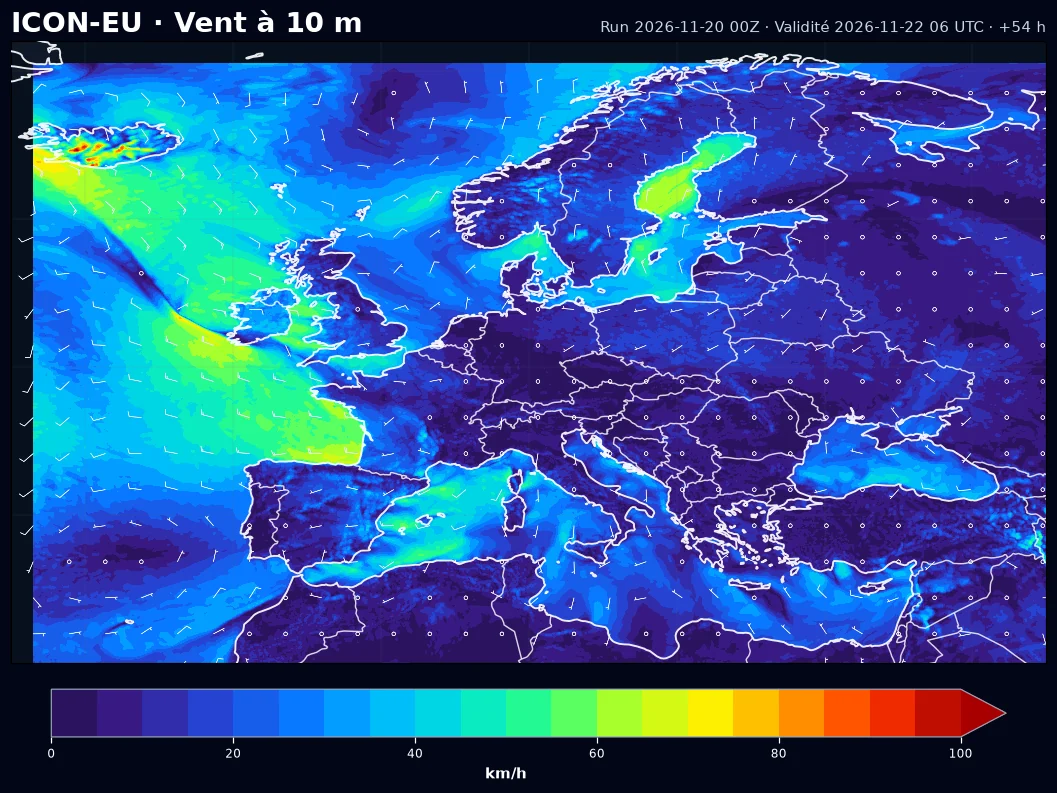 ICON-EU · Vent à 10 m
Run 2026-11-20 00Z · Validité 2026-11-22 06 UTC · +54 h
0 20 40 60 80 100
km/h